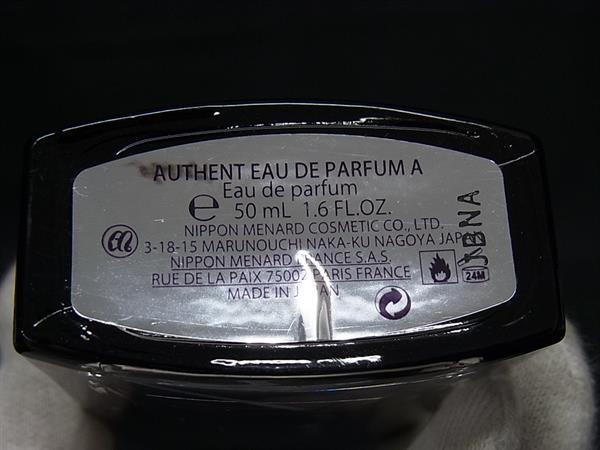 AUTHENT EAU DE PARFUM A
Eau de parfum
e 50 mL 1.6 FL.OZ.
NIPPON MENARD COSMETIC CO., LTD.
3-18-15 MARUNOUCHI NAKA-KU NAGOYA
NIPPON MENARD FRANCE S.A.S.
RUE DE LA PAIX 75002 PARIS FRANCE
MADE IN JAPAN
24M